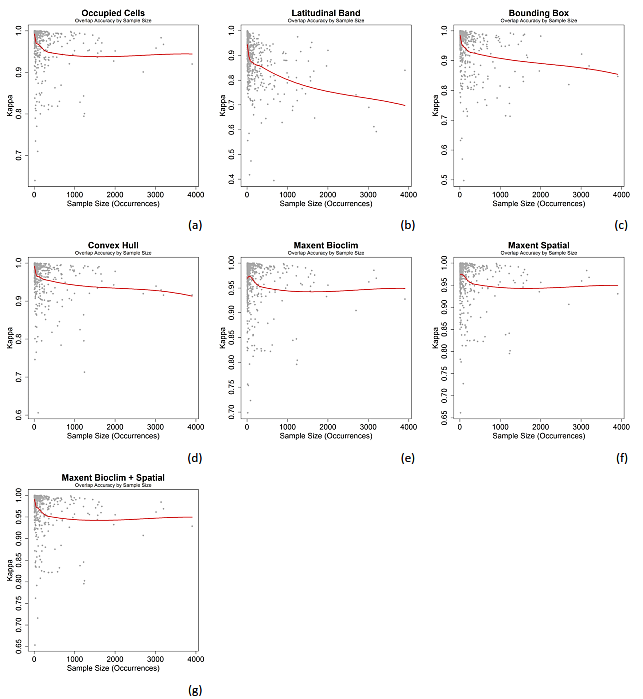 Occupied Cells
Overlap Accuracy by Sample Size
Kappa
1.0
0.9
0.8
0.7
0 1000 2000 3000 4000
Sample Size (Occurrences)
(a)
Latitudinal Band
Overlap Accuracy by Sample Size
Kappa
1.0
0.9
0.8
0.7
0.6
0.5
0.4
0 1000 2000 3000 4000
Sample Size (Occurrences)
(b)
Bounding Box
Overlap Accuracy by Sample Size
Kappa
1.0
0.9
0.8
0.7
0.6
0.5
0 1000 2000 3000 4000
Sample Size (Occurrences)
(c)
Convex Hull
Overlap Accuracy by Sample Size
Kappa
1.0
0.9
0.8
0.7
0.6
0 1000 2000 3000 4000
Sample Size (Occurrences)
(d)
Maxent Bioclim
Overlap Accuracy by Sample Size
Kappa
1.00
0.95
0.90
0.85
0.80
0.75
0.70
0 1000 2000 3000 4000
Sample Size (Occurrences)
(e)
Maxent Spatial
Overlap Accuracy by Sample Size
Kappa
1.00
0.95
0.90
0.85
0.80
0.75
0.70
0.65
0 1000 2000 3000 4000
Sample Size (Occurrences)
(f)
Maxent Bioclim + Spatial
Overlap Accuracy by Sample Size
Kappa
1.00
0.95
0.90
0.85
0.80
0.75
0.70
0.65
0 1000 2000 3000 4000
Sample Size (Occurrences)
(g)